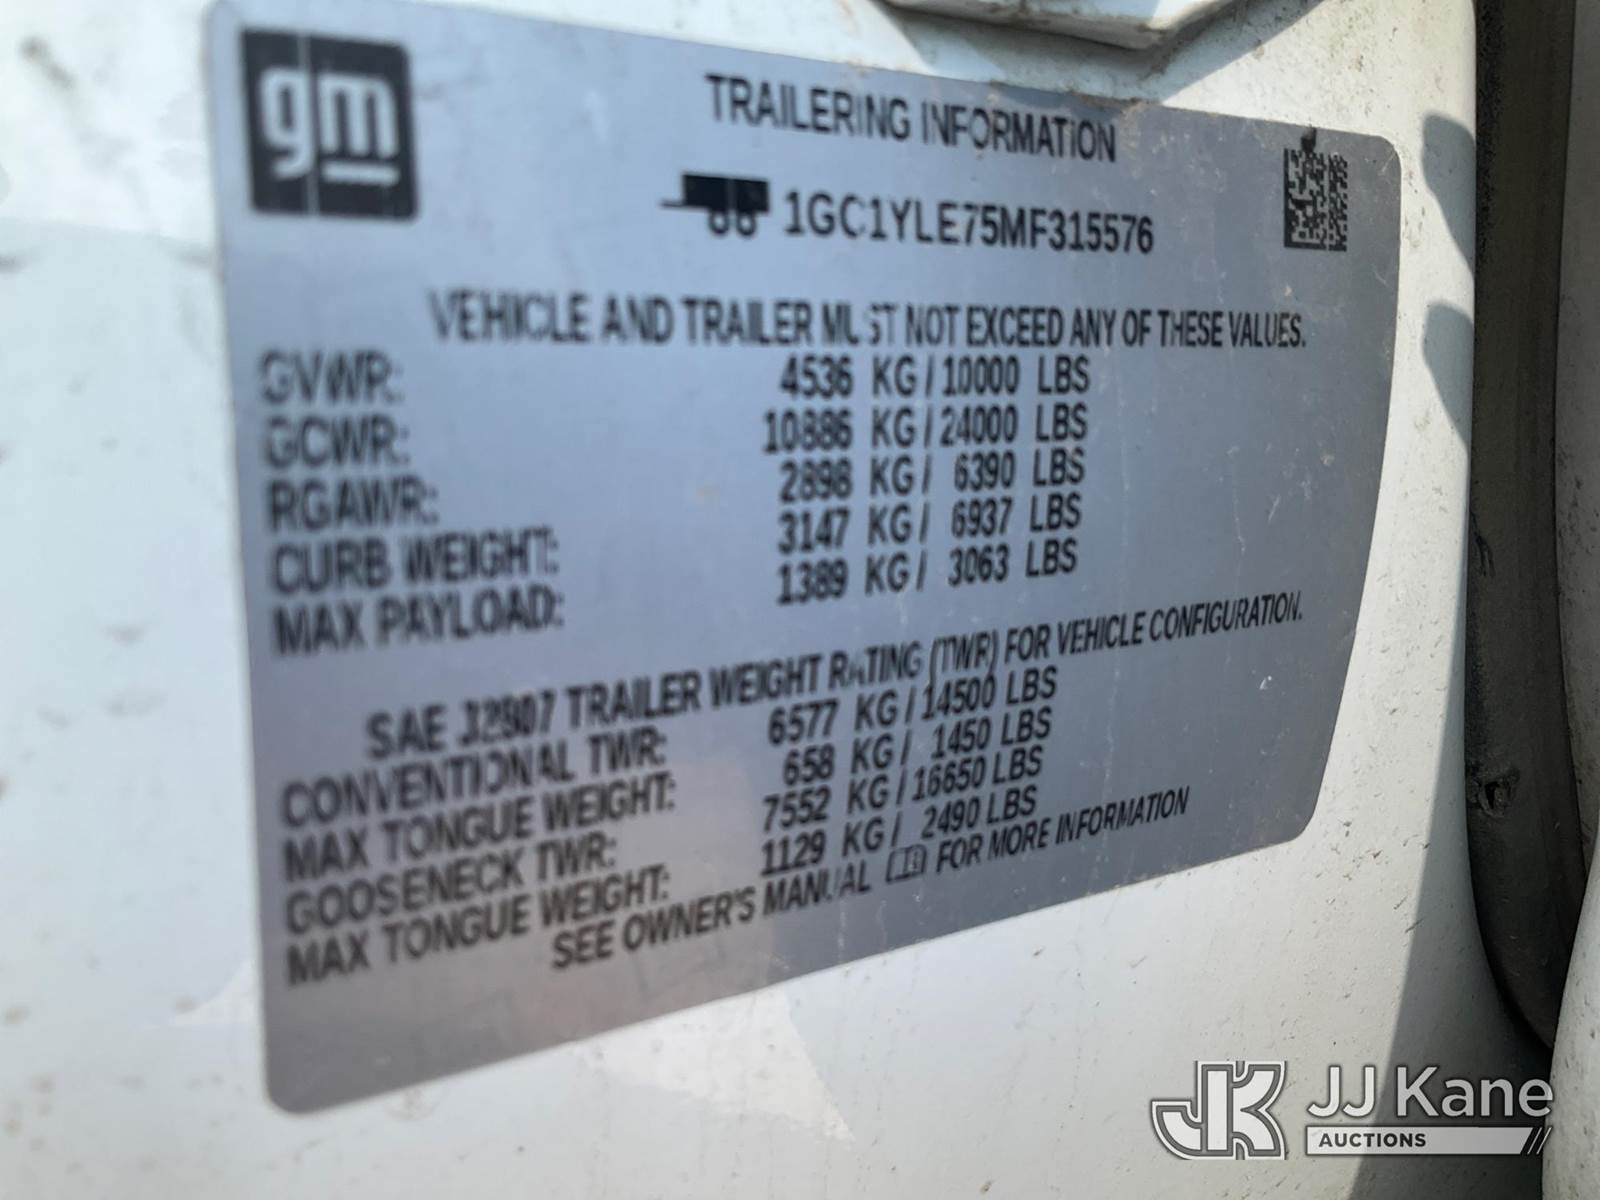 gm
TRAILERING INFORMATION
1GC1YLE75MF315576
VEHICLE AND TRAILER MUST NOT EXCEED ANY OF THESE VALUES.
GVWR: 4536 KG / 10000 LBS
GCWR: 10886 KG / 24000 LBS
RGAWR: 2898 KG / 6390 LBS
CURB WEIGHT: 3147 KG / 6937 LBS
MAX PAYLOAD: 1389 KG / 3063 LBS
SAE J2807 TRAILER WEIGHT RATING (TWR) FOR VEHICLE CONFIGURATION.
CONVENTIONAL TWR: 6577 KG / 14500 LBS
MAX TONGUE WEIGHT: 658 KG / 1450 LBS
GOOSENECK TWR: 7552 KG / 16650 LBS
MAX TONGUE WEIGHT: 1129 KG / 2490 LBS
SEE OWNER'S MANUAL FOR MORE INFORMATION
JK JJ Kane
AUCTIONS